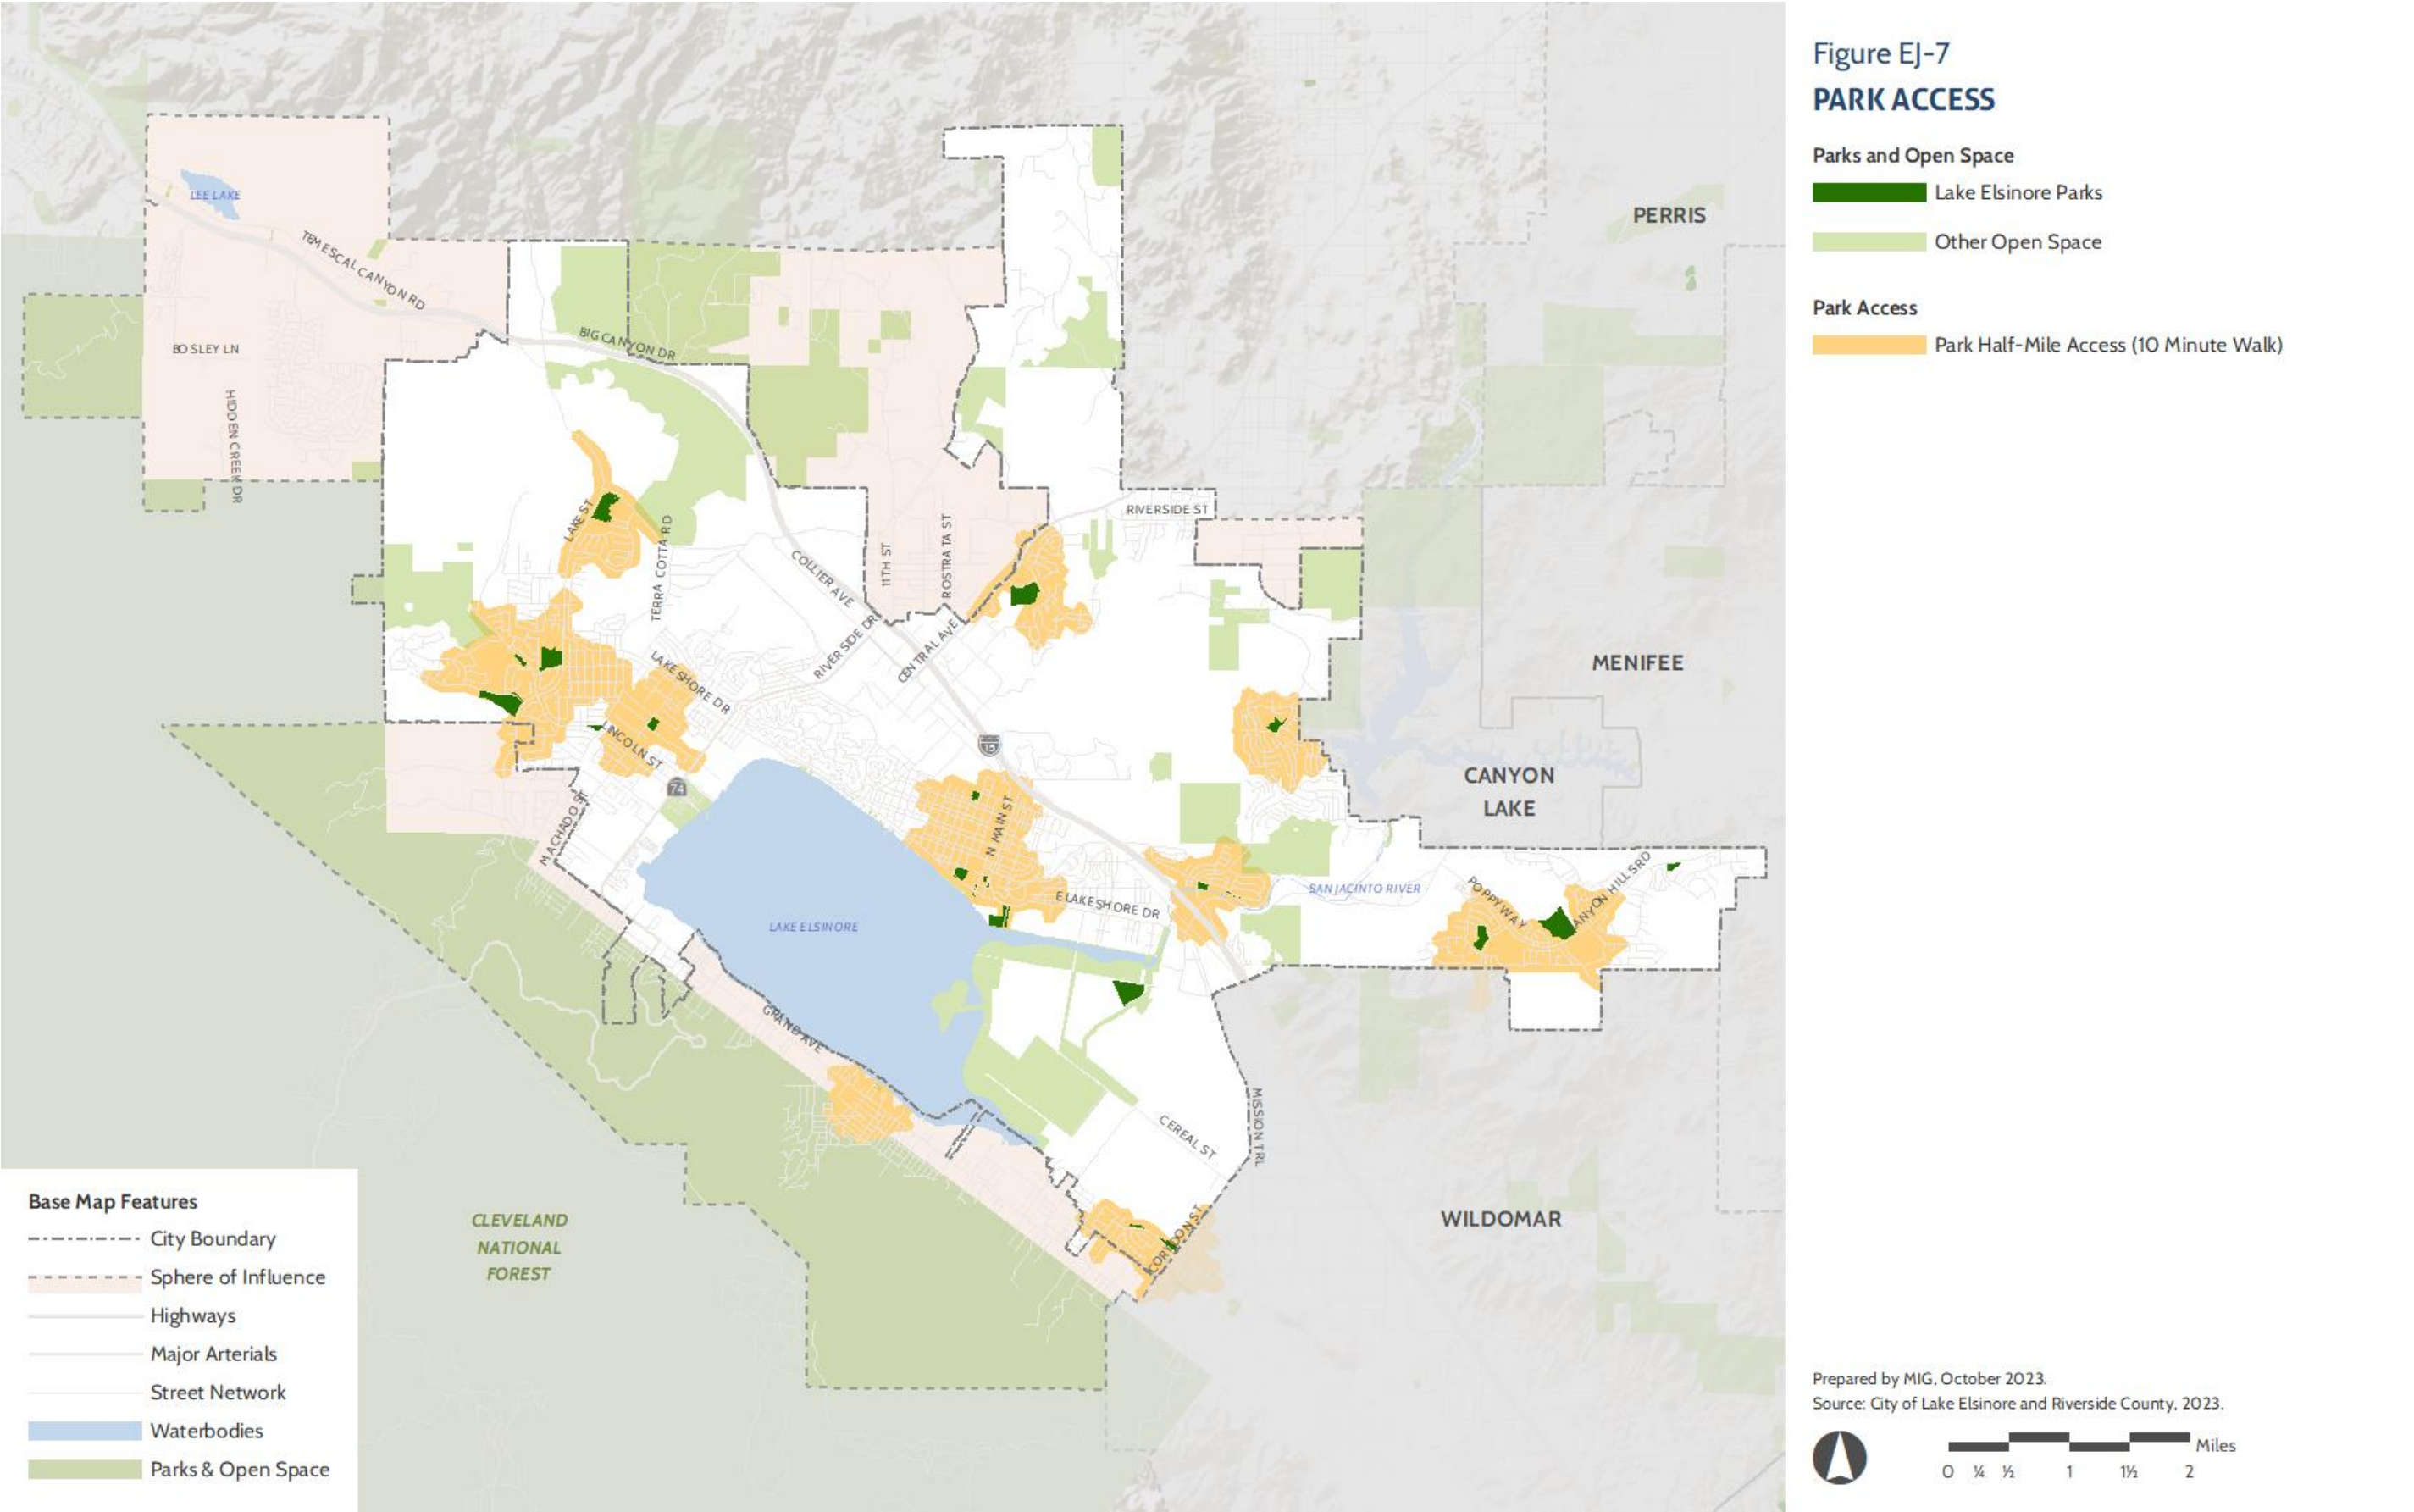 Figure EJ-7
PARK ACCESS
Parks and Open Space
Lake Elsinore Parks
Other Open Space
Park Access
Park Half-Mile Access (10 Minute Walk)
PERRIS
LEE LAKE
TEMESCAL CANYON RD
BIG CANYON DR
BOSLEY LN
HIDDEN CREEK DR
LAKE ST
TERRA COTTA RD
RIVERSIDE ST
COLLIER AVE
11TH ST
ROSTRATA ST
RIVERSIDE DR
CENTRAL AVE
LAKESHORE DR
MENIFEE
LINCOLN ST
15
74
CANYON
LAKE
MACHADO ST
N MAIN ST
E LAKESHORE DR
SAN JACINTO RIVER
POPPY WAY
CANYON HILLS RD
LAKE ELSINORE
GRAND AVE
CEREAL ST
MISSION TRL
CORYDON ST
WILDOMAR
CLEVELAND
NATIONAL
FOREST
Base Map Features
City Boundary
Sphere of Influence
Highways
Major Arterials
Street Network
Waterbodies
Parks & Open Space
Prepared by MIG, October 2023.
Source: City of Lake Elsinore and Riverside County, 2023.
Miles
0 ¼ ½ 1 1½ 2